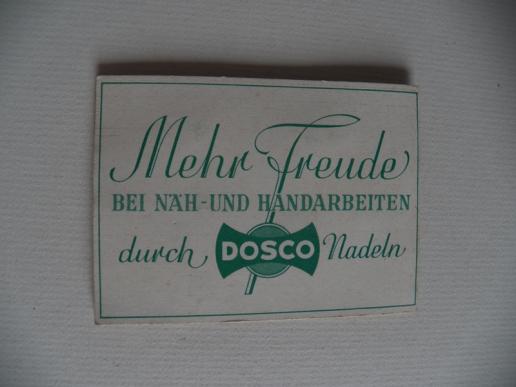 Mehr Freude
BEI NÄH-UND HANDARBEITEN
durch DOSCO Nadeln